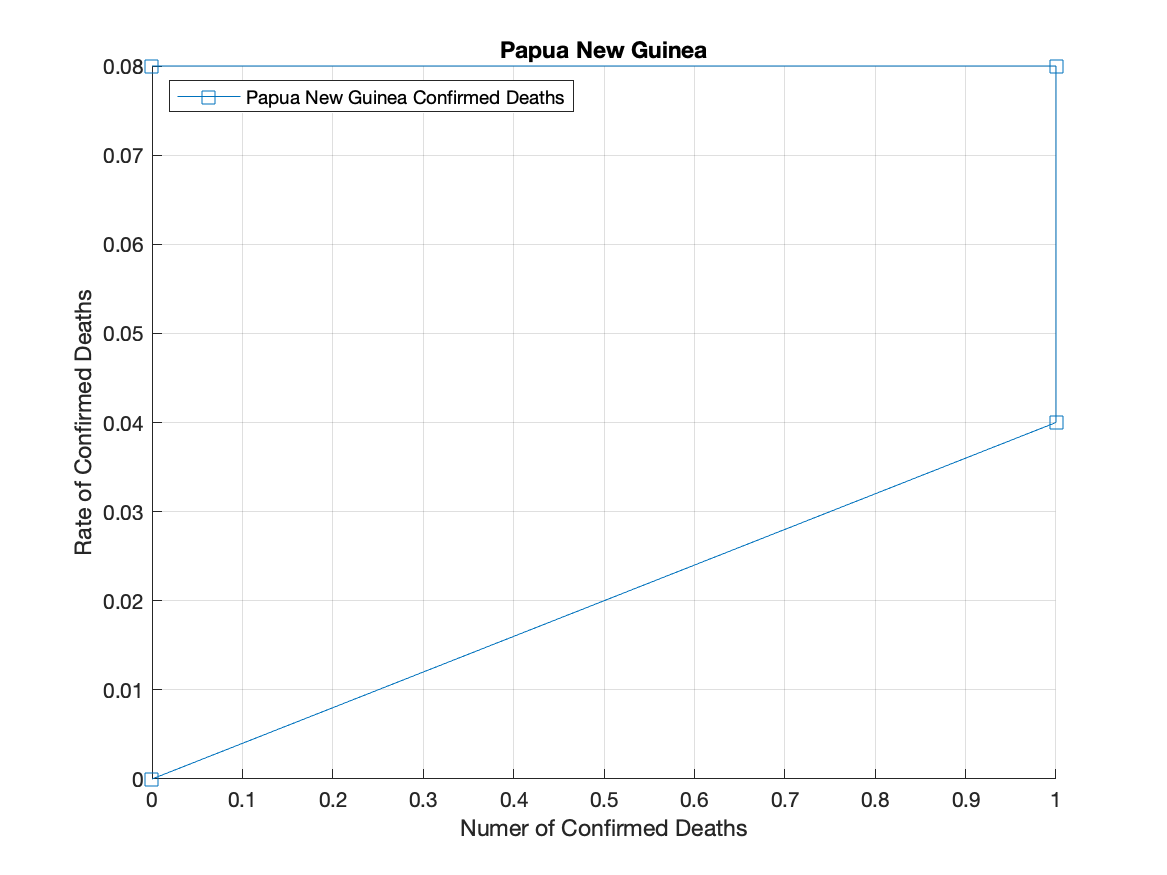 Papua New Guinea
0.08
Papua New Guinea Confirmed Deaths
0.07
0.06
0.05
0.04
0.03
0.02
0.01
0
Rate of Confirmed Deaths
0 0.1 0.2 0.3 0.4 0.5 0.6 0.7 0.8 0.9 1
Numer of Confirmed Deaths